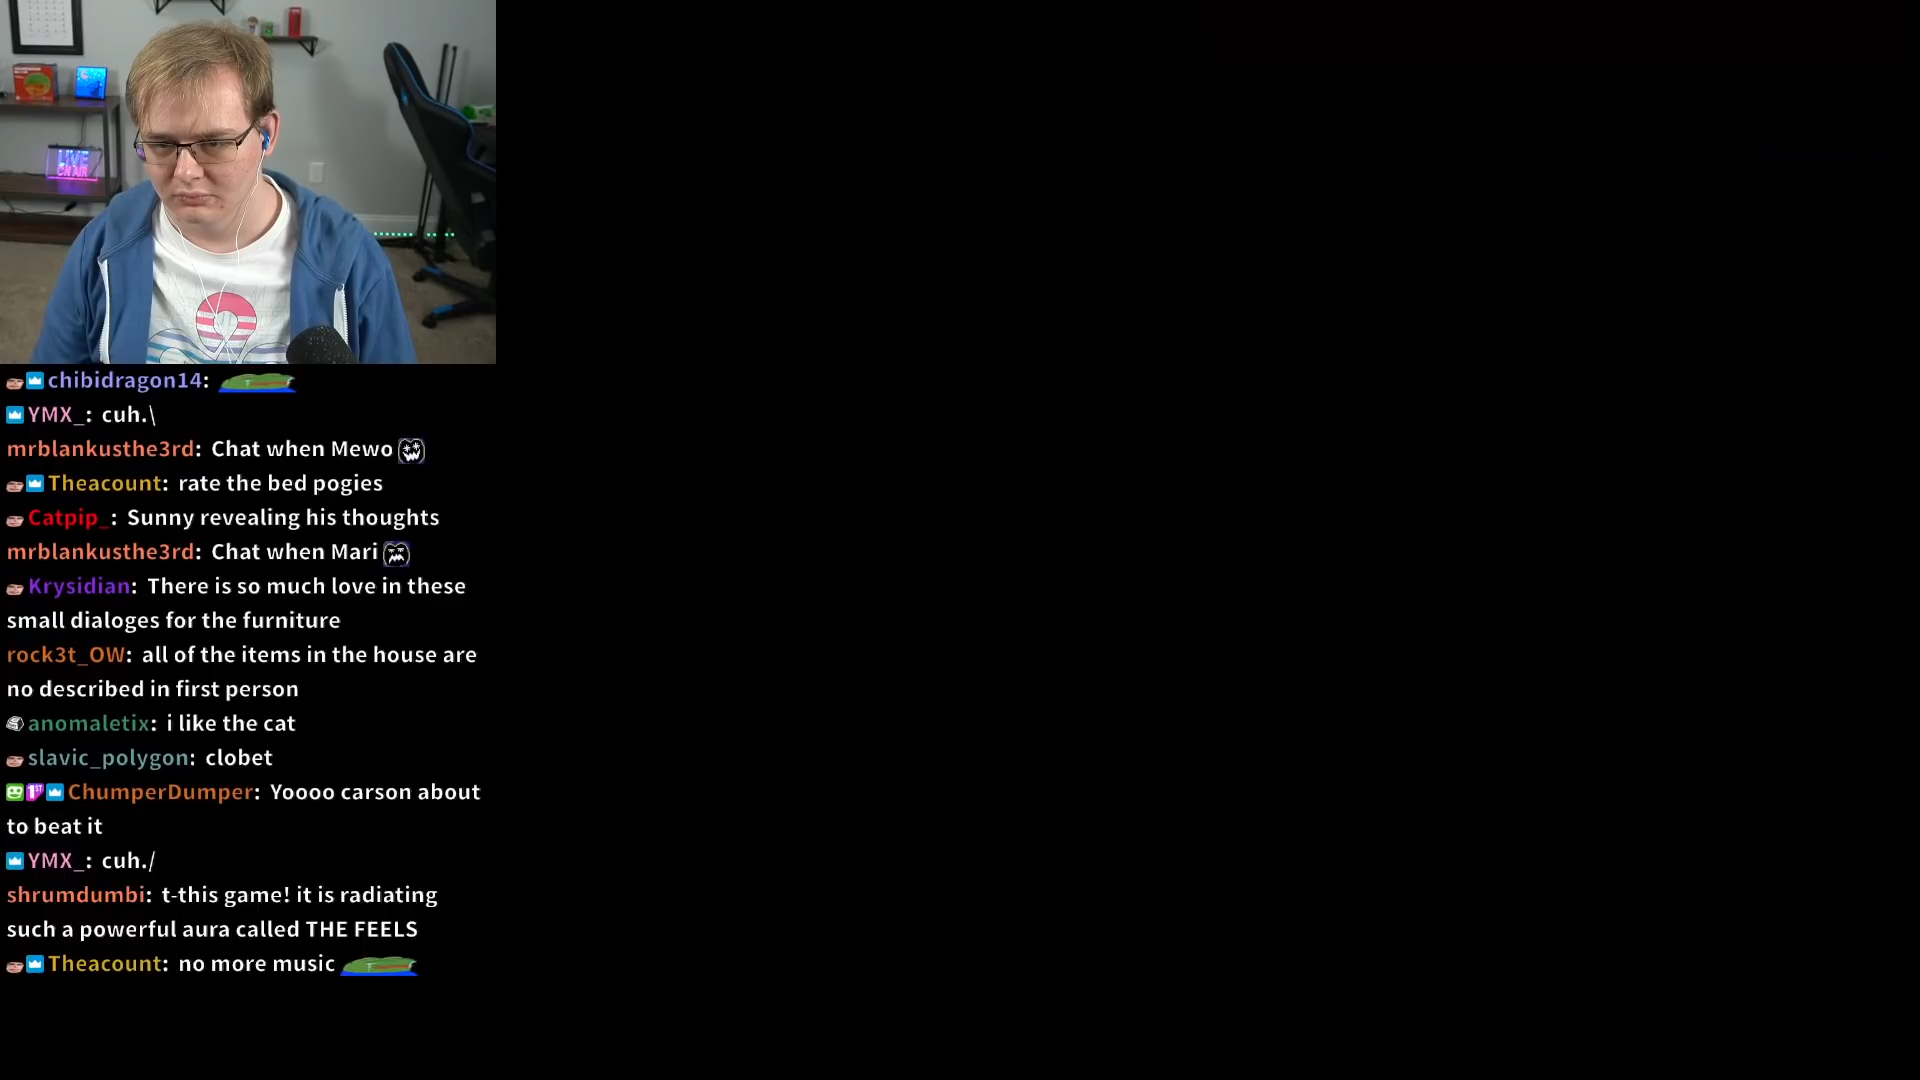 LIVE
ON AIR
chibidragon14:
YMX_: cuh.\
mrblankusthe3rd: Chat when Mewo
Theacount: rate the bed pogies
Catpip_: Sunny revealing his thoughts
mrblankusthe3rd: Chat when Mari
Krysidian: There is so much love in these
small dialoges for the furniture
rock3t_OW: all of the items in the house are
no described in first person
anomaletix: i like the cat
slavic_polygon: clobet
1ST ChumperDumper: Yoooo carson about
to beat it
YMX_: cuh./
shrumdumbi: t-this game! it is radiating
such a powerful aura called THE FEELS
Theacount: no more music